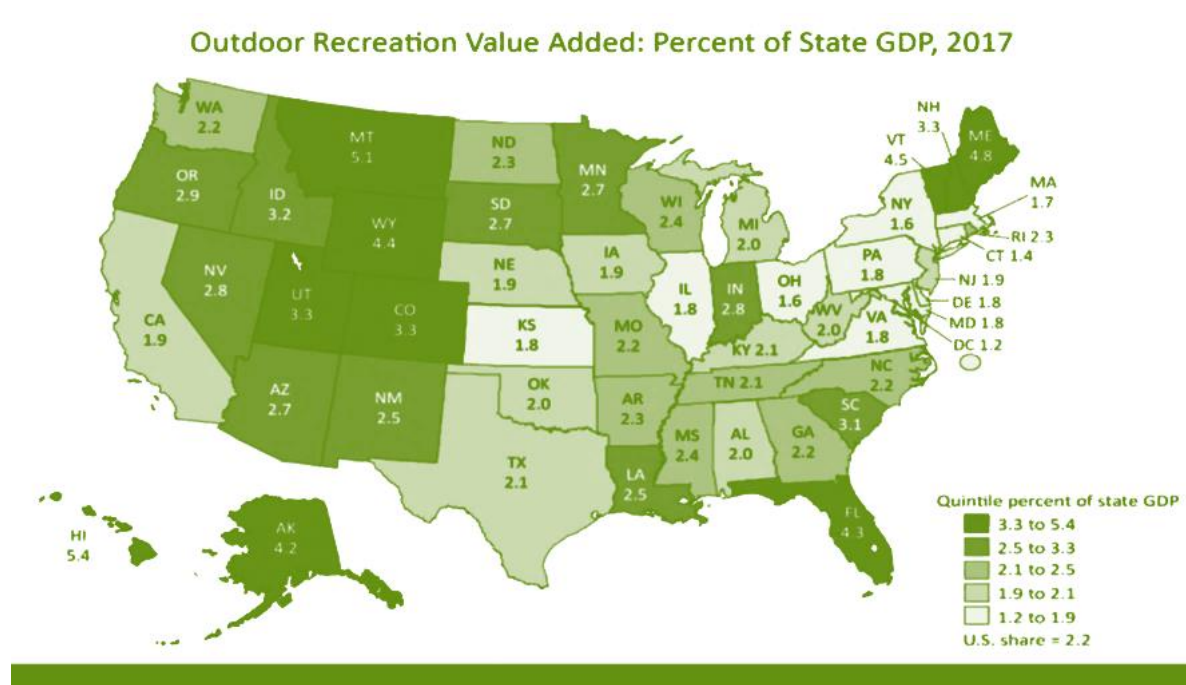 Outdoor Recreation Value Added: Percent of State GDP, 2017
WA
2.2
MT
5.1
ND
2.3
MN
2.7
NH
3.3
VT
4.5
ME
4.8
OR
2.9
ID
3.2
SD
2.7
WI
2.4
MI
2.0
NY
1.6
MA
1.7
RI 2.3
CT 1.4
WY
4.4
NE
1.9
IA
1.9
PA
1.8
NJ 1.9
NV
2.8
UT
3.3
CO
3.3
IL
1.8
IN
2.8
OH
1.6
DE 1.8
MD 1.8
DC 1.2
CA
1.9
KS
1.8
MO
2.2
WV
2.0
VA
1.8
KY 2.1
AZ
2.7
NM
2.5
OK
2.0
AR
2.3
TN 2.1
NC
2.2
SC
3.1
TX
2.1
LA
2.5
MS
2.4
AL
2.0
GA
2.2
FL
4.3
HI
5.4
AK
4.2
Quintile percent of state GDP
3.3 to 5.4
2.5 to 3.3
2.1 to 2.5
1.9 to 2.1
1.2 to 1.9
U.S. share = 2.2